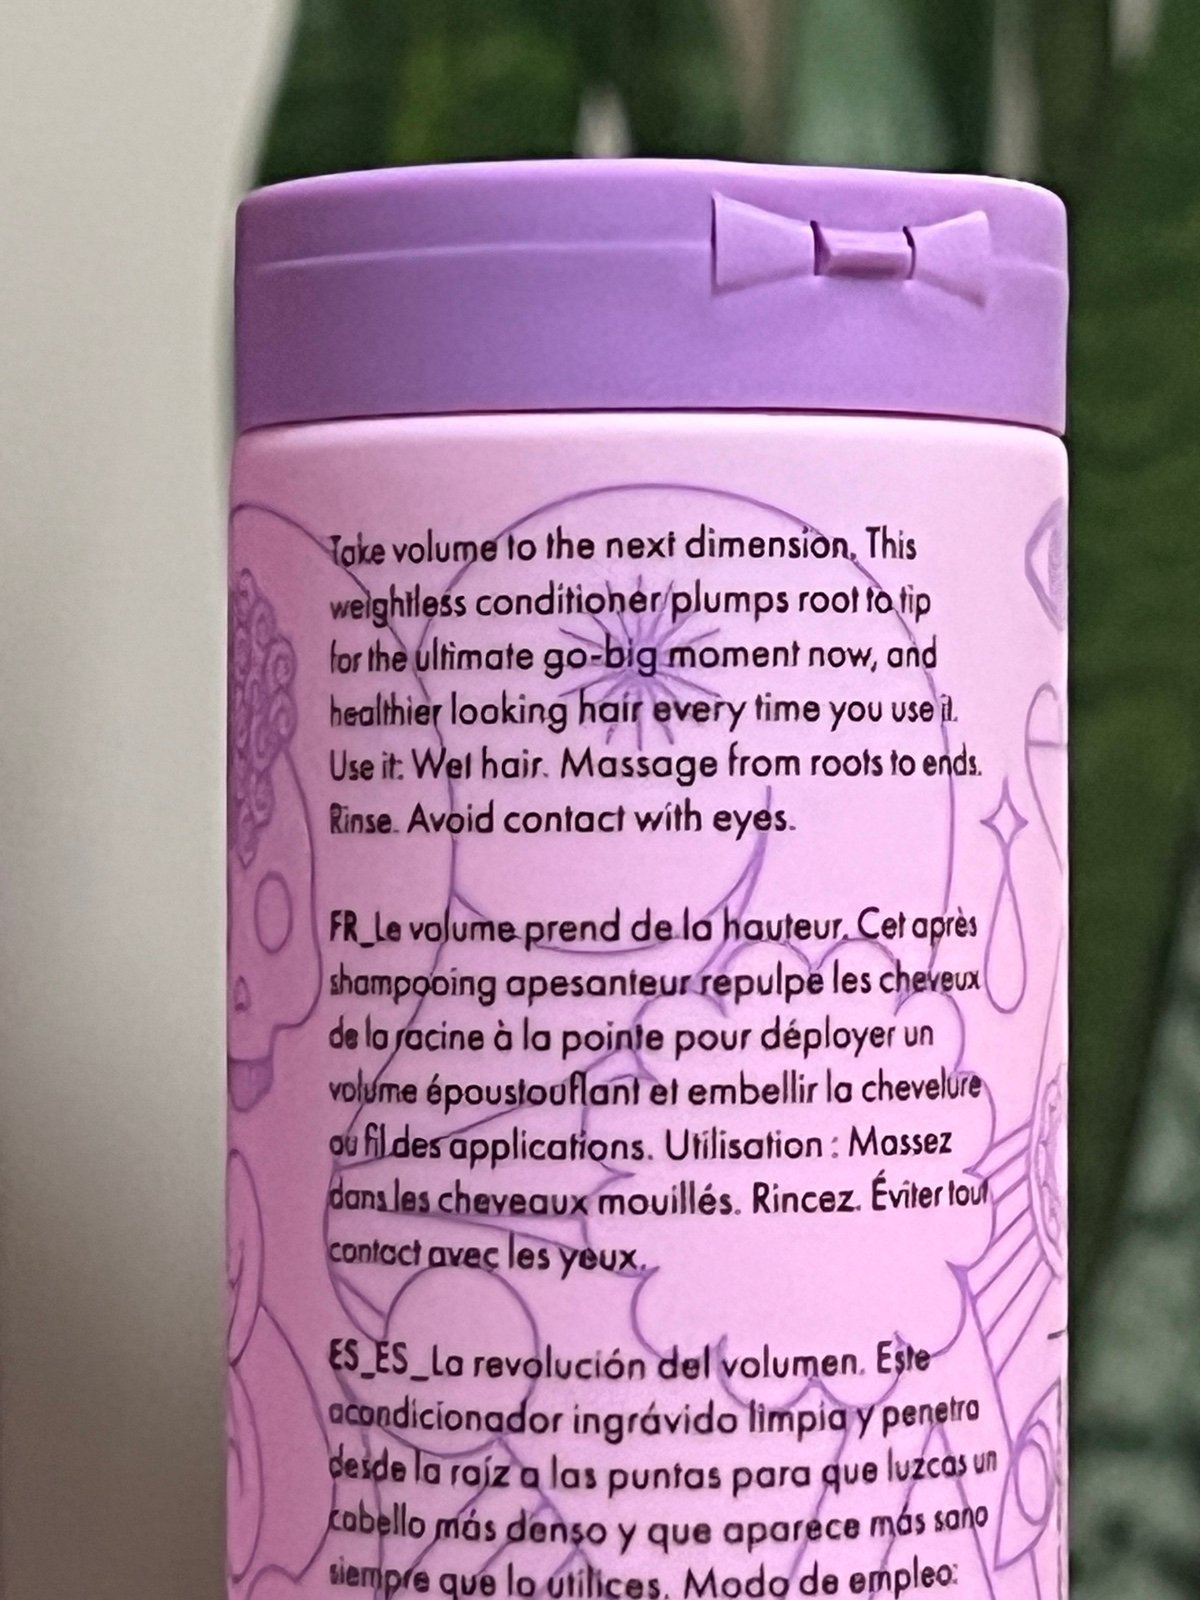 Take volume to the next dimension. This
weightless conditioner plumps root to tip
for the ultimate go-big moment now, and
healthier looking hair every time you use it.
Use it: Wet hair. Massage from roots to ends.
Rinse. Avoid contact with eyes.
FR_Le volume prend de la hauteur. Cet après
shampooing apesanteur repulpe les cheveux
de la racine à la pointe pour déployer un
volume époustouflant et embellir la chevelure
au fil des applications. Utilisation : Massez
dans les cheveaux mouillés. Rincez. Éviter tout
contact avec les yeux.
ES_ES_La revolución del volumen. Este
acondicionador ingrávido limpia y penetra
desde la raíz a las puntas para que luzcas un
cabello más denso y que aparece más sano
siempre que lo utilices. Modo de empleo: